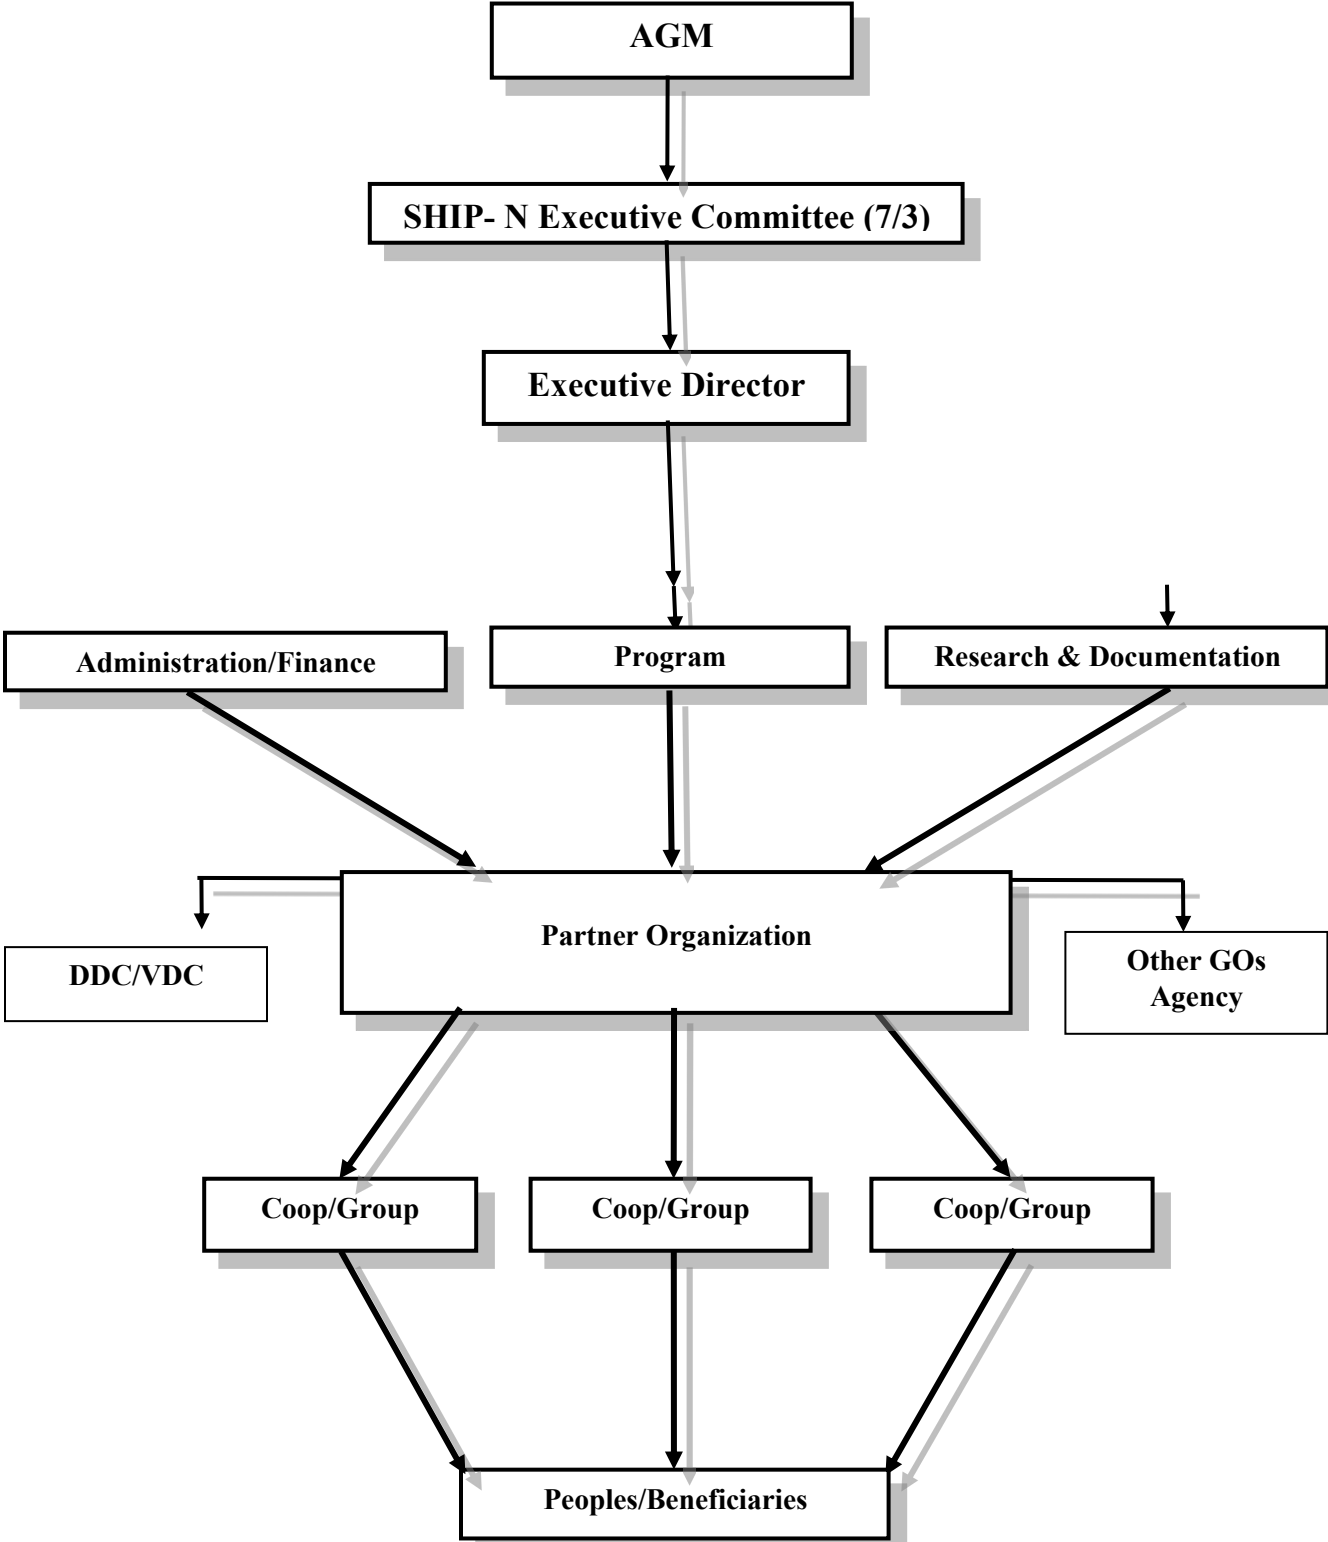 AGM
SHIP- N Executive Committee (7/3)
Executive Director
Administration/Finance
Program
Research & Documentation
Partner Organization
DDC/VDC
Other GOs
Agency
Coop/Group
Coop/Group
Coop/Group
Peoples/Beneficiaries